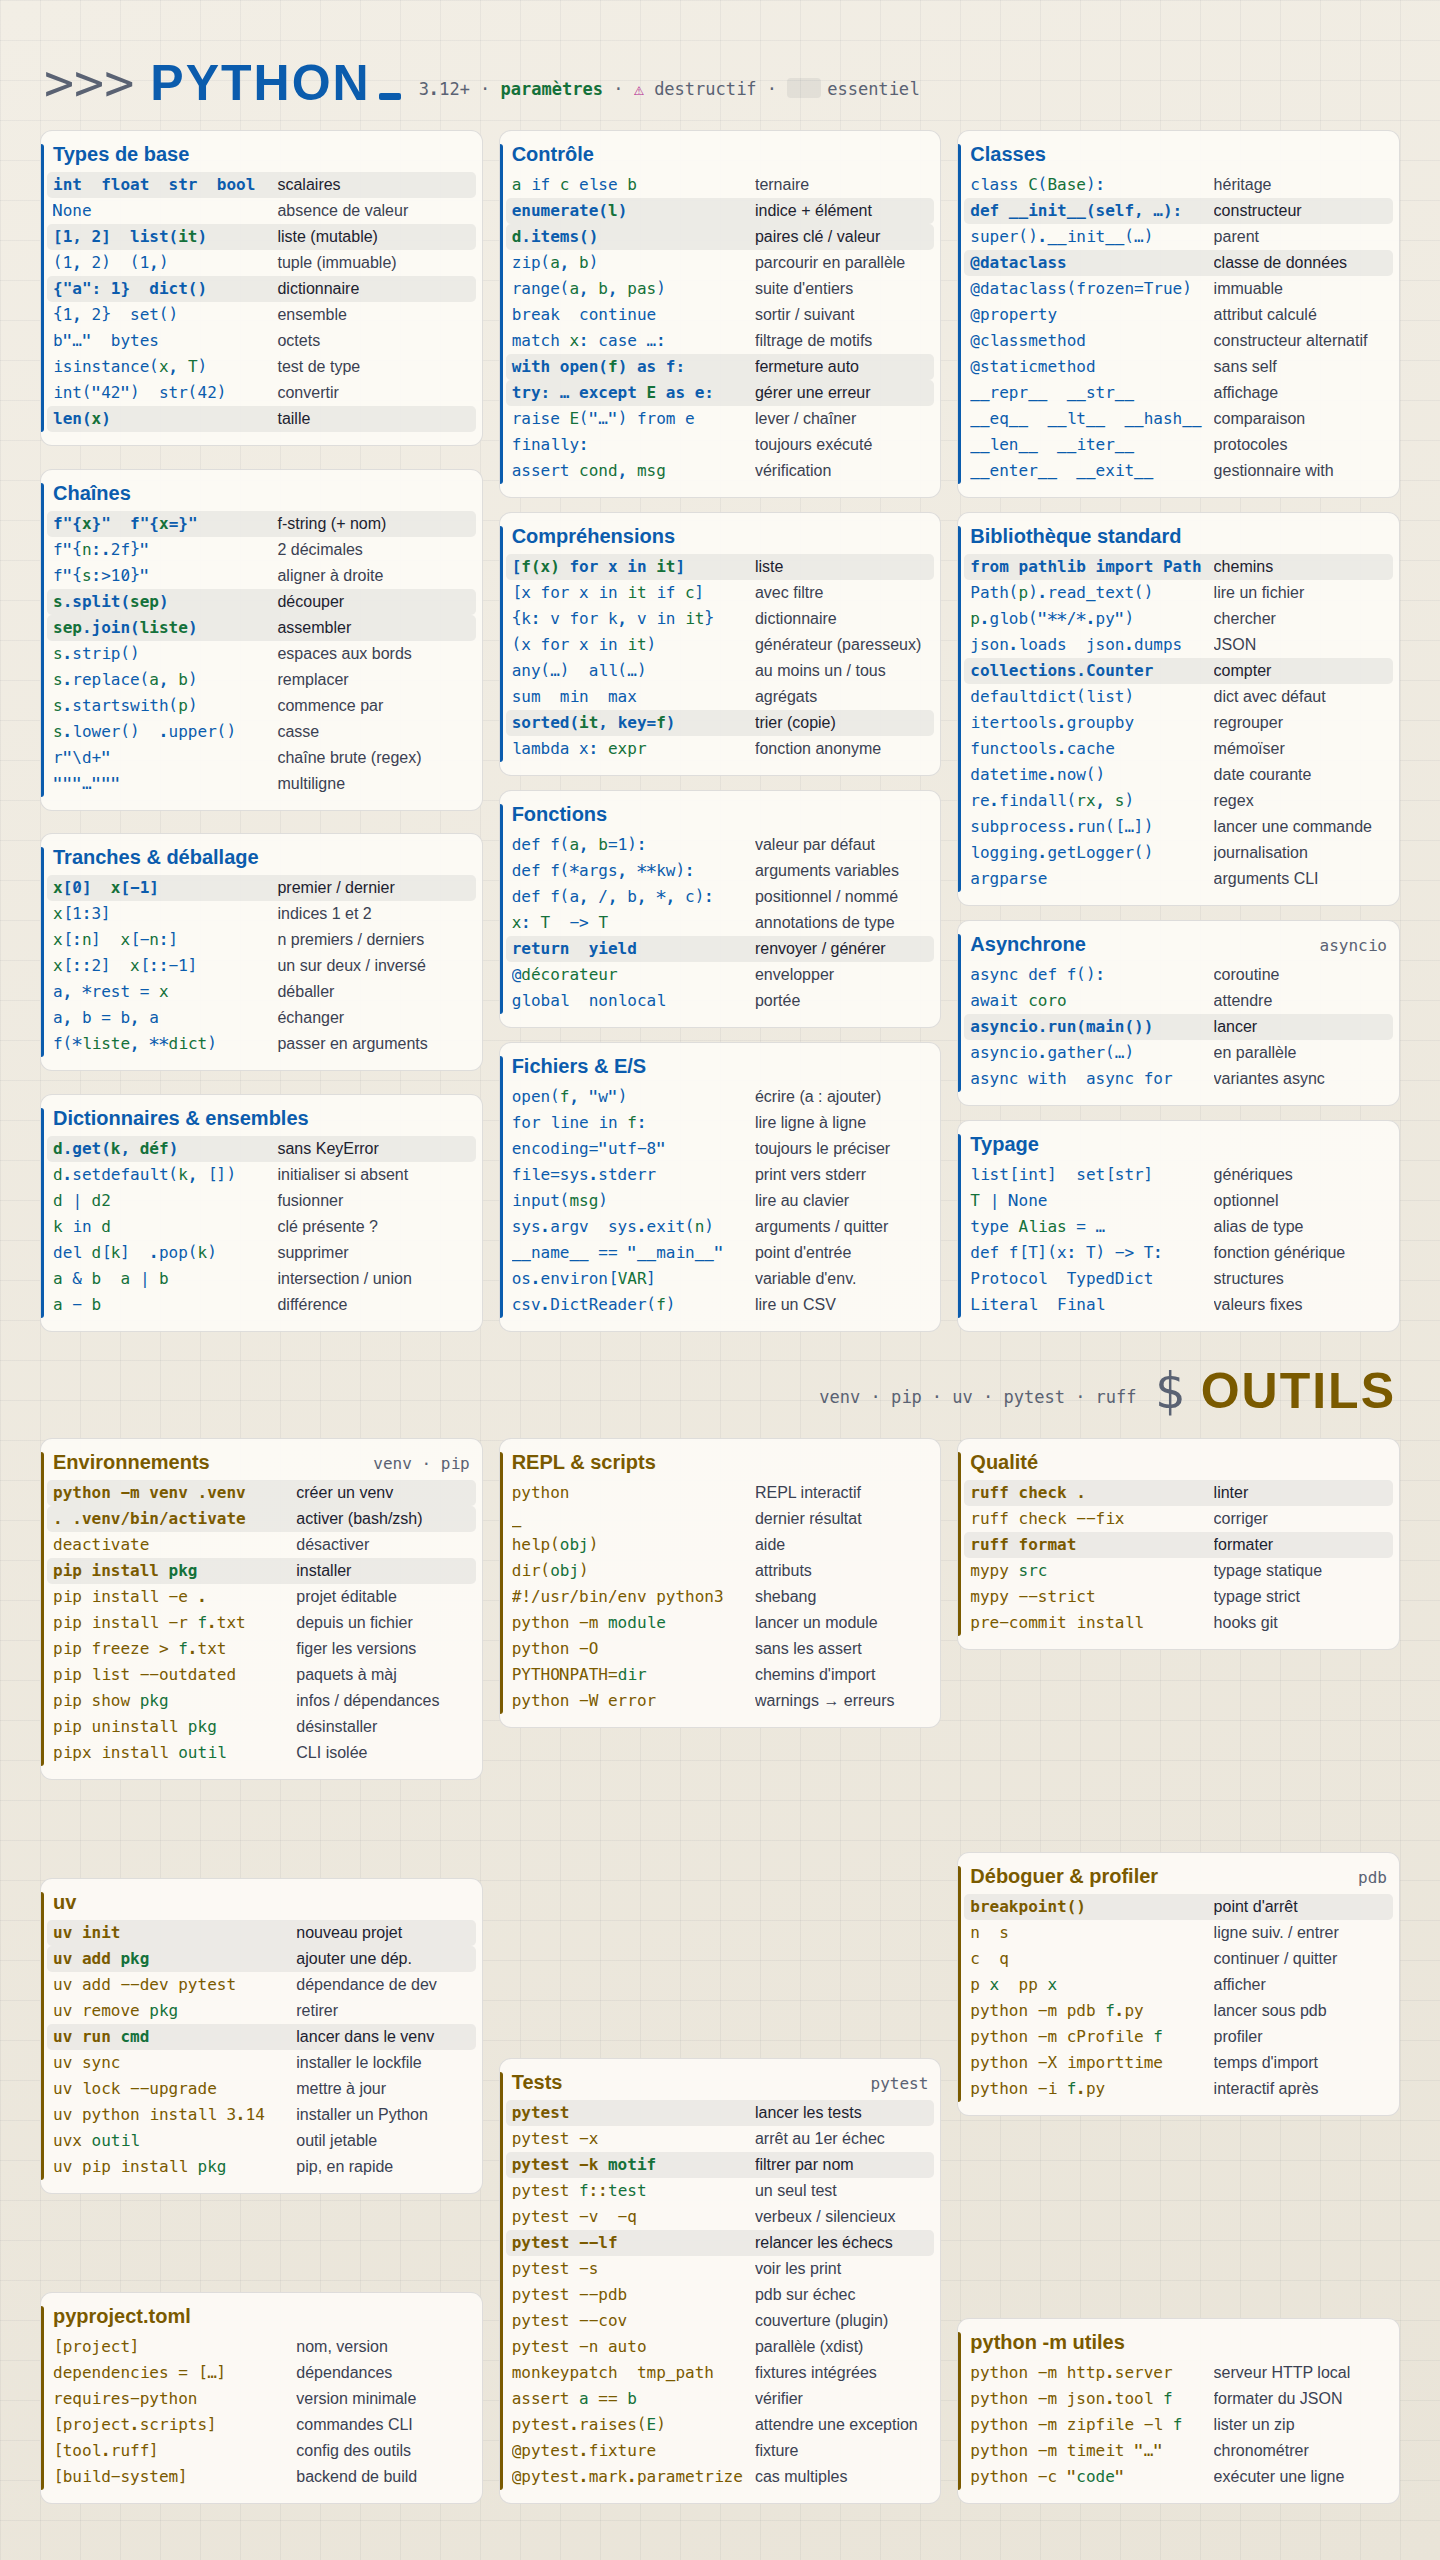 >>> PYTHON_ 3.12+ · paramètres · ⚠ destructif · essentiel
Types de base
int  float  str  bool scalaires
None absence de valeur
[1, 2]  list(it) liste (mutable)
(1, 2)  (1,) tuple (immuable)
{"a": 1}  dict() dictionnaire
{1, 2}  set() ensemble
b"…"  bytes octets
isinstance(x, T) test de type
int("42")  str(42) convertir
len(x) taille
Chaînes
f"{x}"  f"{x=}" f-string (+ nom)
f"{n:.2f}" 2 décimales
f"{s:>10}" aligner à droite
s.split(sep) découper
sep.join(liste) assembler
s.strip() espaces aux bords
s.replace(a, b) remplacer
s.startswith(p) commence par
s.lower()  .upper() casse
r"\d+" chaîne brute (regex)
"""…""" multiligne
Tranches & déballage
x[0]  x[−1] premier / dernier
x[1:3] indices 1 et 2
x[:n]  x[−n:] n premiers / derniers
x[::2]  x[::−1] un sur deux / inversé
a, *rest = x déballer
a, b = b, a échanger
f(*liste, **dict) passer en arguments
Dictionnaires & ensembles
d.get(k, déf) sans KeyError
d.setdefault(k, []) initialiser si absent
d | d2 fusionner
k in d clé présente ?
del d[k]  .pop(k) supprimer
a & b  a | b intersection / union
a − b différence
Contrôle
a if c else b ternaire
enumerate(l) indice + élément
d.items() paires clé / valeur
zip(a, b) parcourir en parallèle
range(a, b, pas) suite d'entiers
break  continue sortir / suivant
match x: case …: filtrage de motifs
with open(f) as f: fermeture auto
try: … except E as e: gérer une erreur
raise E("…") from e lever / chaîner
finally: toujours exécuté
assert cond, msg vérification
Compréhensions
[f(x) for x in it] liste
[x for x in it if c] avec filtre
{k: v for k, v in it} dictionnaire
(x for x in it) générateur (paresseux)
any(…)  all(…) au moins un / tous
sum  min  max agrégats
sorted(it, key=f) trier (copie)
lambda x: expr fonction anonyme
Fonctions
def f(a, b=1): valeur par défaut
def f(*args, **kw): arguments variables
def f(a, /, b, *, c): positionnel / nommé
x: T  −> T annotations de type
return  yield renvoyer / générer
@décorateur envelopper
global  nonlocal portée
Fichiers & E/S
open(f, "w") écrire (a : ajouter)
for line in f: lire ligne à ligne
encoding="utf−8" toujours le préciser
file=sys.stderr print vers stderr
input(msg) lire au clavier
sys.argv  sys.exit(n) arguments / quitter
__name__ == "__main__" point d'entrée
os.environ[VAR] variable d'env.
csv.DictReader(f) lire un CSV
Classes
class C(Base): héritage
def __init__(self, …): constructeur
super().__init__(…) parent
@dataclass classe de données
@dataclass(frozen=True) immuable
@property attribut calculé
@classmethod constructeur alternatif
@staticmethod sans self
__repr__  __str__ affichage
__eq__  __lt__  __hash__ comparaison
__len__  __iter__ protocoles
__enter__  __exit__ gestionnaire with
Bibliothèque standard
from pathlib import Path chemins
Path(p).read_text() lire un fichier
p.glob("**/*.py") chercher
json.loads  json.dumps JSON
collections.Counter compter
defaultdict(list) dict avec défaut
itertools.groupby regrouper
functools.cache mémoïser
datetime.now() date courante
re.findall(rx, s) regex
subprocess.run([…]) lancer une commande
logging.getLogger() journalisation
argparse arguments CLI
Asynchrone asyncio
async def f(): coroutine
await coro attendre
asyncio.run(main()) lancer
asyncio.gather(…) en parallèle
async with  async for variantes async
Typage
list[int]  set[str] génériques
T | None optionnel
type Alias = … alias de type
def f[T](x: T) −> T: fonction générique
Protocol  TypedDict structures
Literal  Final valeurs fixes
venv · pip · uv · pytest · ruff $ OUTILS
Environnements venv · pip
python −m venv .venv créer un venv
. .venv/bin/activate activer (bash/zsh)
deactivate désactiver
pip install pkg installer
pip install −e . projet éditable
pip install −r f.txt depuis un fichier
pip freeze > f.txt figer les versions
pip list −−outdated paquets à màj
pip show pkg infos / dépendances
pip uninstall pkg désinstaller
pipx install outil CLI isolée
uv
uv init nouveau projet
uv add pkg ajouter une dép.
uv add −−dev pytest dépendance de dev
uv remove pkg retirer
uv run cmd lancer dans le venv
uv sync installer le lockfile
uv lock −−upgrade mettre à jour
uv python install 3.14 installer un Python
uvx outil outil jetable
uv pip install pkg pip, en rapide
pyproject.toml
[project] nom, version
dependencies = […] dépendances
requires−python version minimale
[project.scripts] commandes CLI
[tool.ruff] config des outils
[build−system] backend de build
REPL & scripts
python REPL interactif
_ dernier résultat
help(obj) aide
dir(obj) attributs
#!/usr/bin/env python3 shebang
python −m module lancer un module
python −O sans les assert
PYTHONPATH=dir chemins d'import
python −W error warnings → erreurs
Tests pytest
pytest lancer les tests
pytest −x arrêt au 1er échec
pytest −k motif filtrer par nom
pytest f::test un seul test
pytest −v  −q verbeux / silencieux
pytest −−lf relancer les échecs
pytest −s voir les print
pytest −−pdb pdb sur échec
pytest −−cov couverture (plugin)
pytest −n auto parallèle (xdist)
monkeypatch  tmp_path fixtures intégrées
assert a == b vérifier
pytest.raises(E) attendre une exception
@pytest.fixture fixture
@pytest.mark.parametrize cas multiples
Qualité
ruff check . linter
ruff check −−fix corriger
ruff format formater
mypy src typage statique
mypy −−strict typage strict
pre−commit install hooks git
Déboguer & profiler pdb
breakpoint() point d'arrêt
n  s ligne suiv. / entrer
c  q continuer / quitter
p x  pp x afficher
python −m pdb f.py lancer sous pdb
python −m cProfile f profiler
python −X importtime temps d'import
python −i f.py interactif après
python -m utiles
python −m http.server serveur HTTP local
python −m json.tool f formater du JSON
python −m zipfile −l f lister un zip
python −m timeit "…" chronométrer
python −c "code" exécuter une ligne